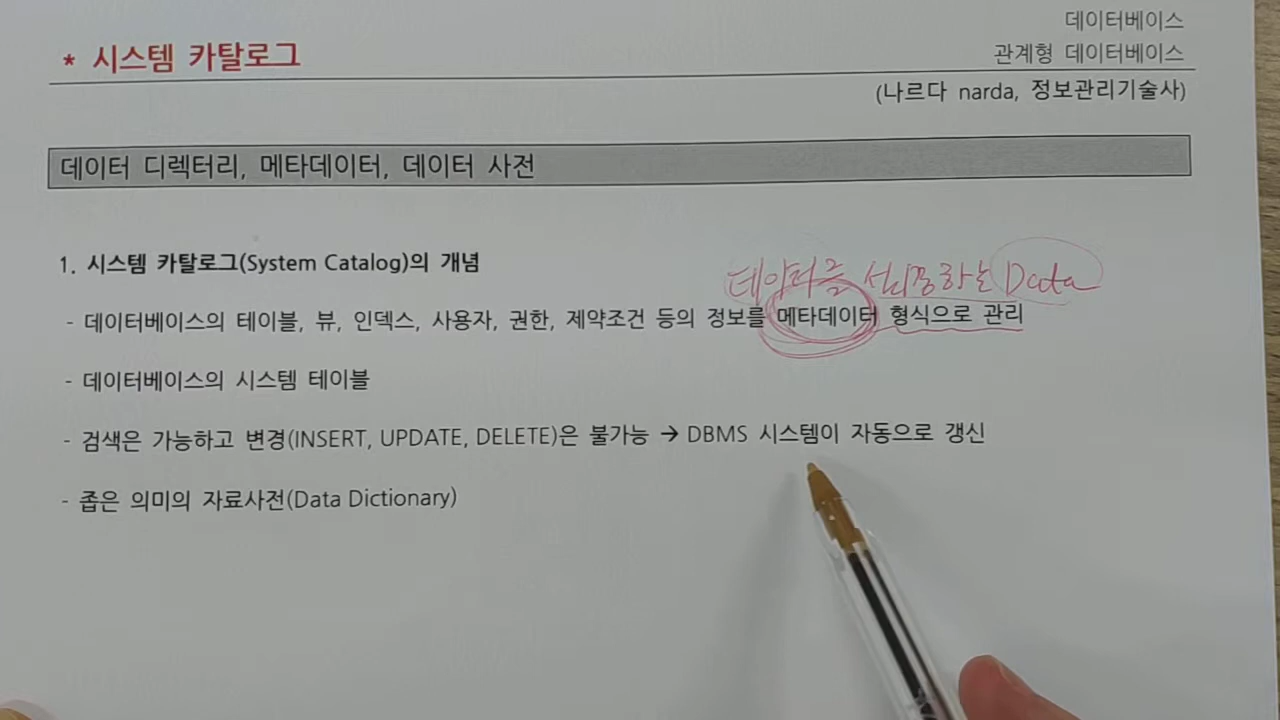 데이터베이스
* 시스템 카탈로그
관계형 데이터베이스
(나르다 narda, 정보관리기술사)
데이터 디렉터리, 메타데이터, 데이터 사전
1. 시스템 카탈로그(System Catalog)의 개념
데이터를 설명하는 Data
- 데이터베이스의 테이블, 뷰, 인덱스, 사용자, 권한, 제약조건 등의 정보를 메타데이터 형식으로 관리
- 데이터베이스의 시스템 테이블
- 검색은 가능하고 변경(INSERT, UPDATE, DELETE)은 불가능 → DBMS 시스템이 자동으로 갱신
- 좁은 의미의 자료사전(Data Dictionary)